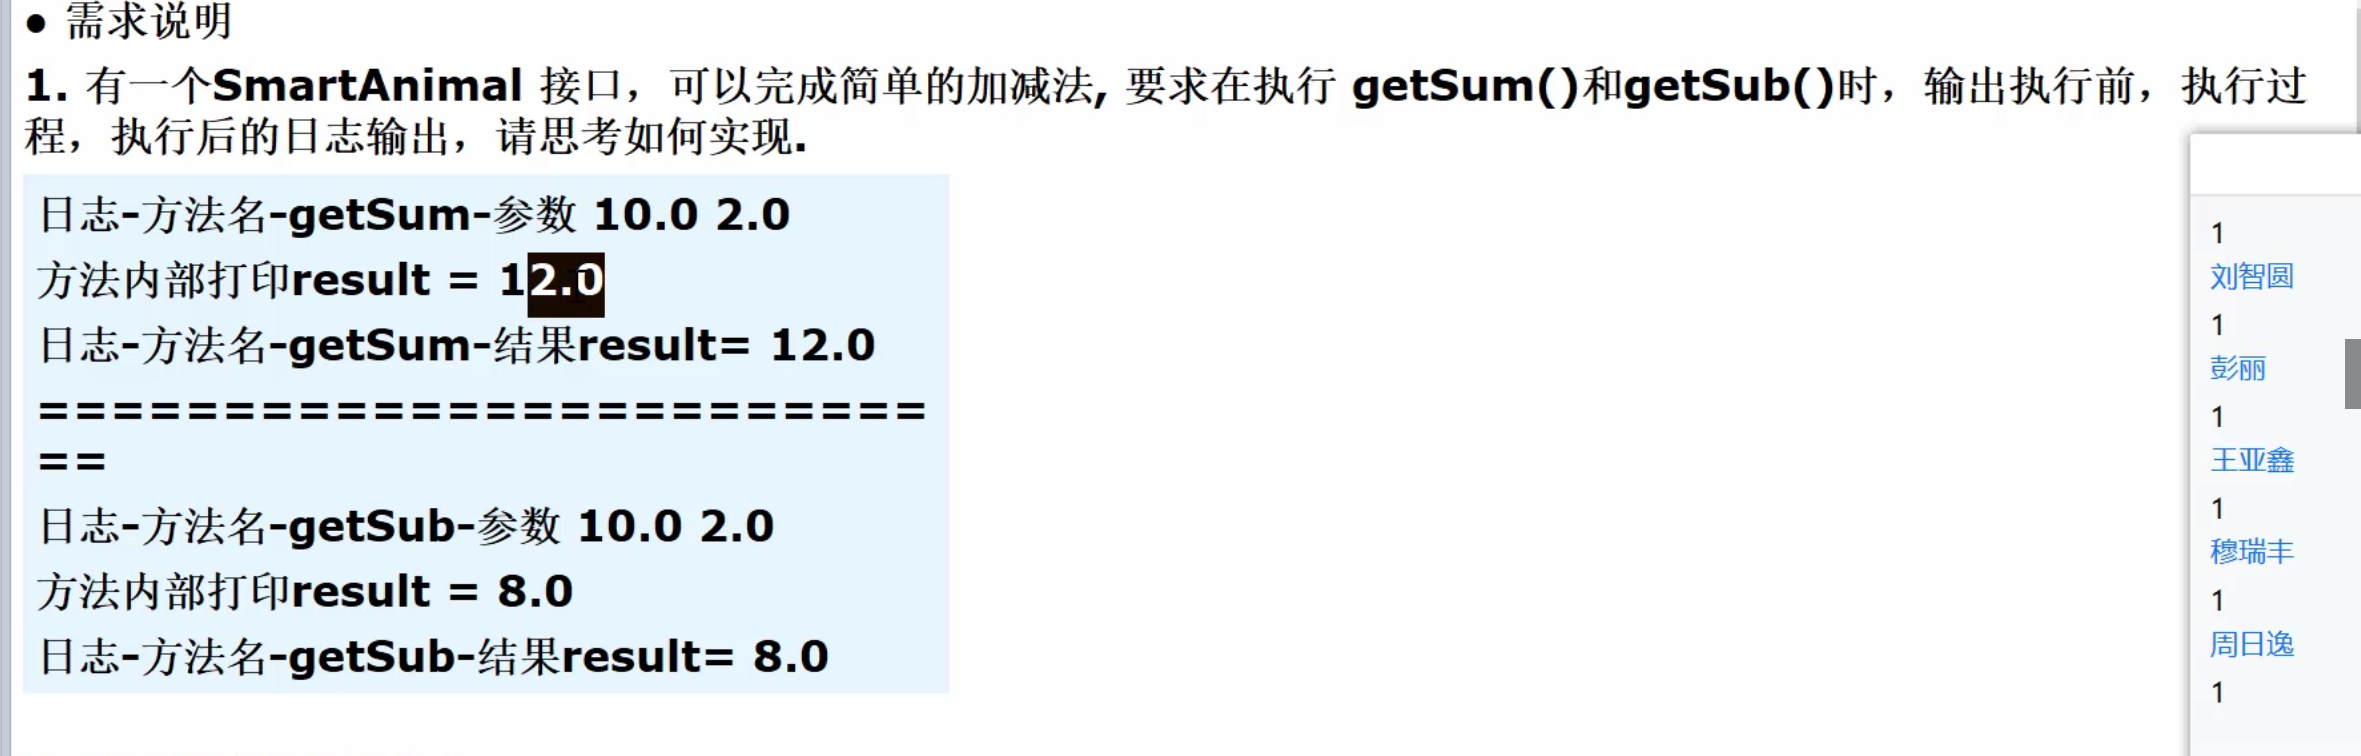 ● 需求说明
1. 有一个SmartAnimal 接口，可以完成简单的加减法, 要求在执行 getSum()和getSub()时，输出执行前，执行过
程，执行后的日志输出，请思考如何实现.
日志-方法名-getSum-参数 10.0 2.0
方法内部打印result = 12.0
日志-方法名-getSum-结果result= 12.0
========================
==
日志-方法名-getSub-参数 10.0 2.0
方法内部打印result = 8.0
日志-方法名-getSub-结果result= 8.0
1
刘智圆
1
彭丽
1
王亚鑫
1
穆瑞丰
1
周日逸
1